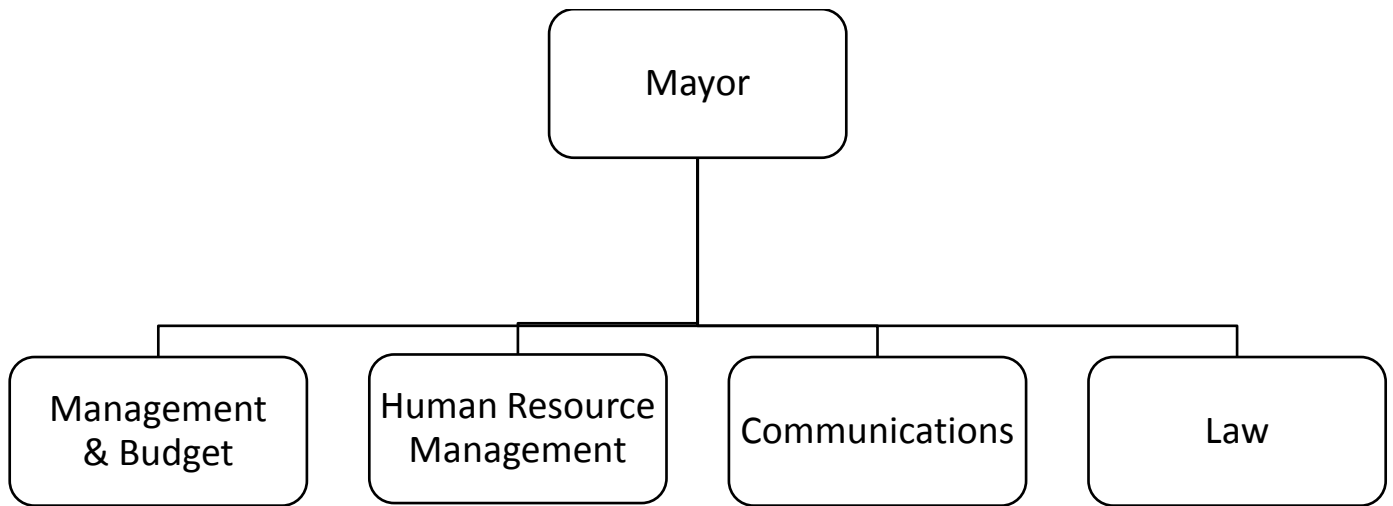 Mayor
Management
& Budget
Human Resource
Management
Communications
Law